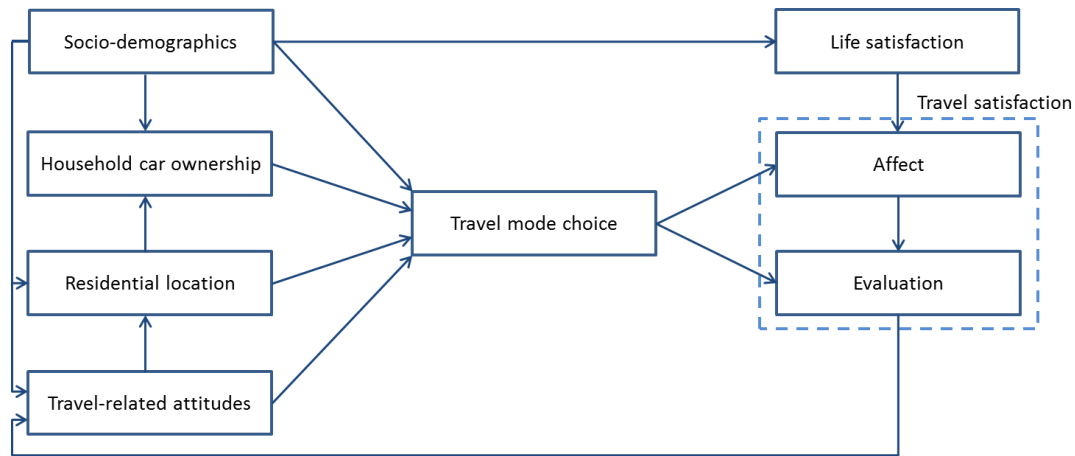 Socio-demographics
Life satisfaction
Travel satisfaction
Household car ownership
Affect
Travel mode choice
Residential location
Evaluation
Travel-related attitudes